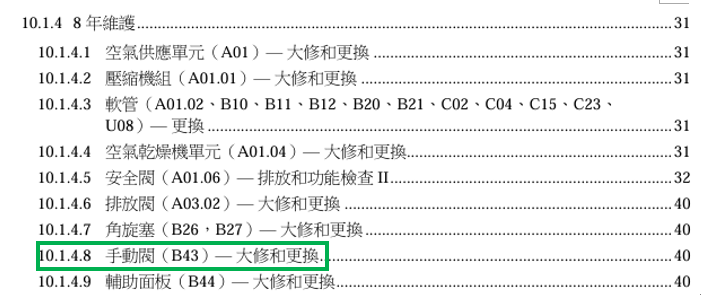 10.1.4 8 年維護 31
10.1.4.1 空氣供應單元（A01）— 大修和更換 31
10.1.4.2 壓縮機組（A01.01）— 大修和更換 31
10.1.4.3 軟管（A01.02、B10、B11、B12、B20、B21、C02、C04、C15、C23、
U08）— 更換 31
10.1.4.4 空氣乾燥機單元（A01.04）— 大修和更換 31
10.1.4.5 安全閥（A01.06）— 排放和功能檢查 II 32
10.1.4.6 排放閥（A03.02）— 大修和更換 40
10.1.4.7 角旋塞（B26，B27）— 大修和更換 40
10.1.4.8 手動閥（B43）— 大修和更換 40
10.1.4.9 輔助面板（B44）— 大修和更換 40